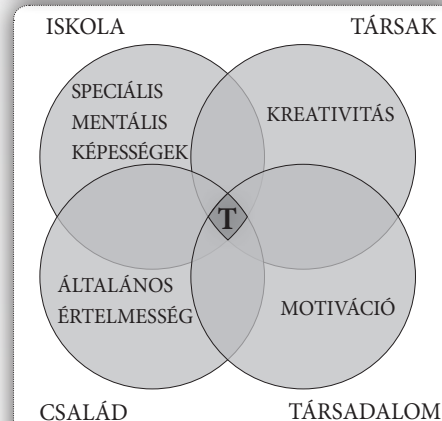 ISKOLA
TÁRSAK
SPECIÁLIS
MENTÁLIS
KÉPESSÉGEK
KREATIVITÁS
T
ÁLTALÁNOS
ÉRTELMESSÉG
MOTIVÁCIÓ
CSALÁD
TÁRSADALOM